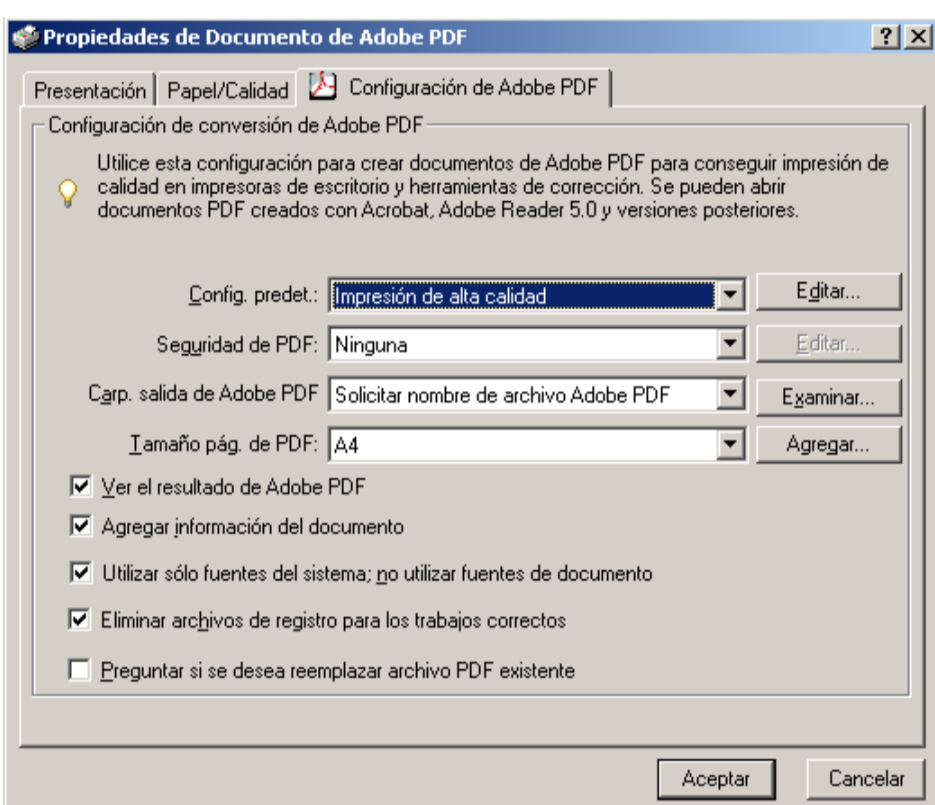 Propiedades de Documento de Adobe PDF
Presentación Papel/Calidad Configuración de Adobe PDF
Configuración de conversión de Adobe PDF
Utilice esta configuración para crear documentos de Adobe PDF para conseguir impresión de
calidad en impresoras de escritorio y herramientas de corrección. Se pueden abrir
documentos PDF creados con Acrobat, Adobe Reader 5.0 y versiones posteriores.
Config. predet.: Impresión de alta calidad Editar...
Seguridad de PDF: Ninguna Editar...
Carp. salida de Adobe PDF Solicitar nombre de archivo Adobe PDF Examinar...
Tamaño pág. de PDF: A4 Agregar...
Ver el resultado de Adobe PDF
Agregar información del documento
Utilizar sólo fuentes del sistema; no utilizar fuentes de documento
Eliminar archivos de registro para los trabajos correctos
Preguntar si se desea reemplazar archivo PDF existente
Aceptar Cancelar